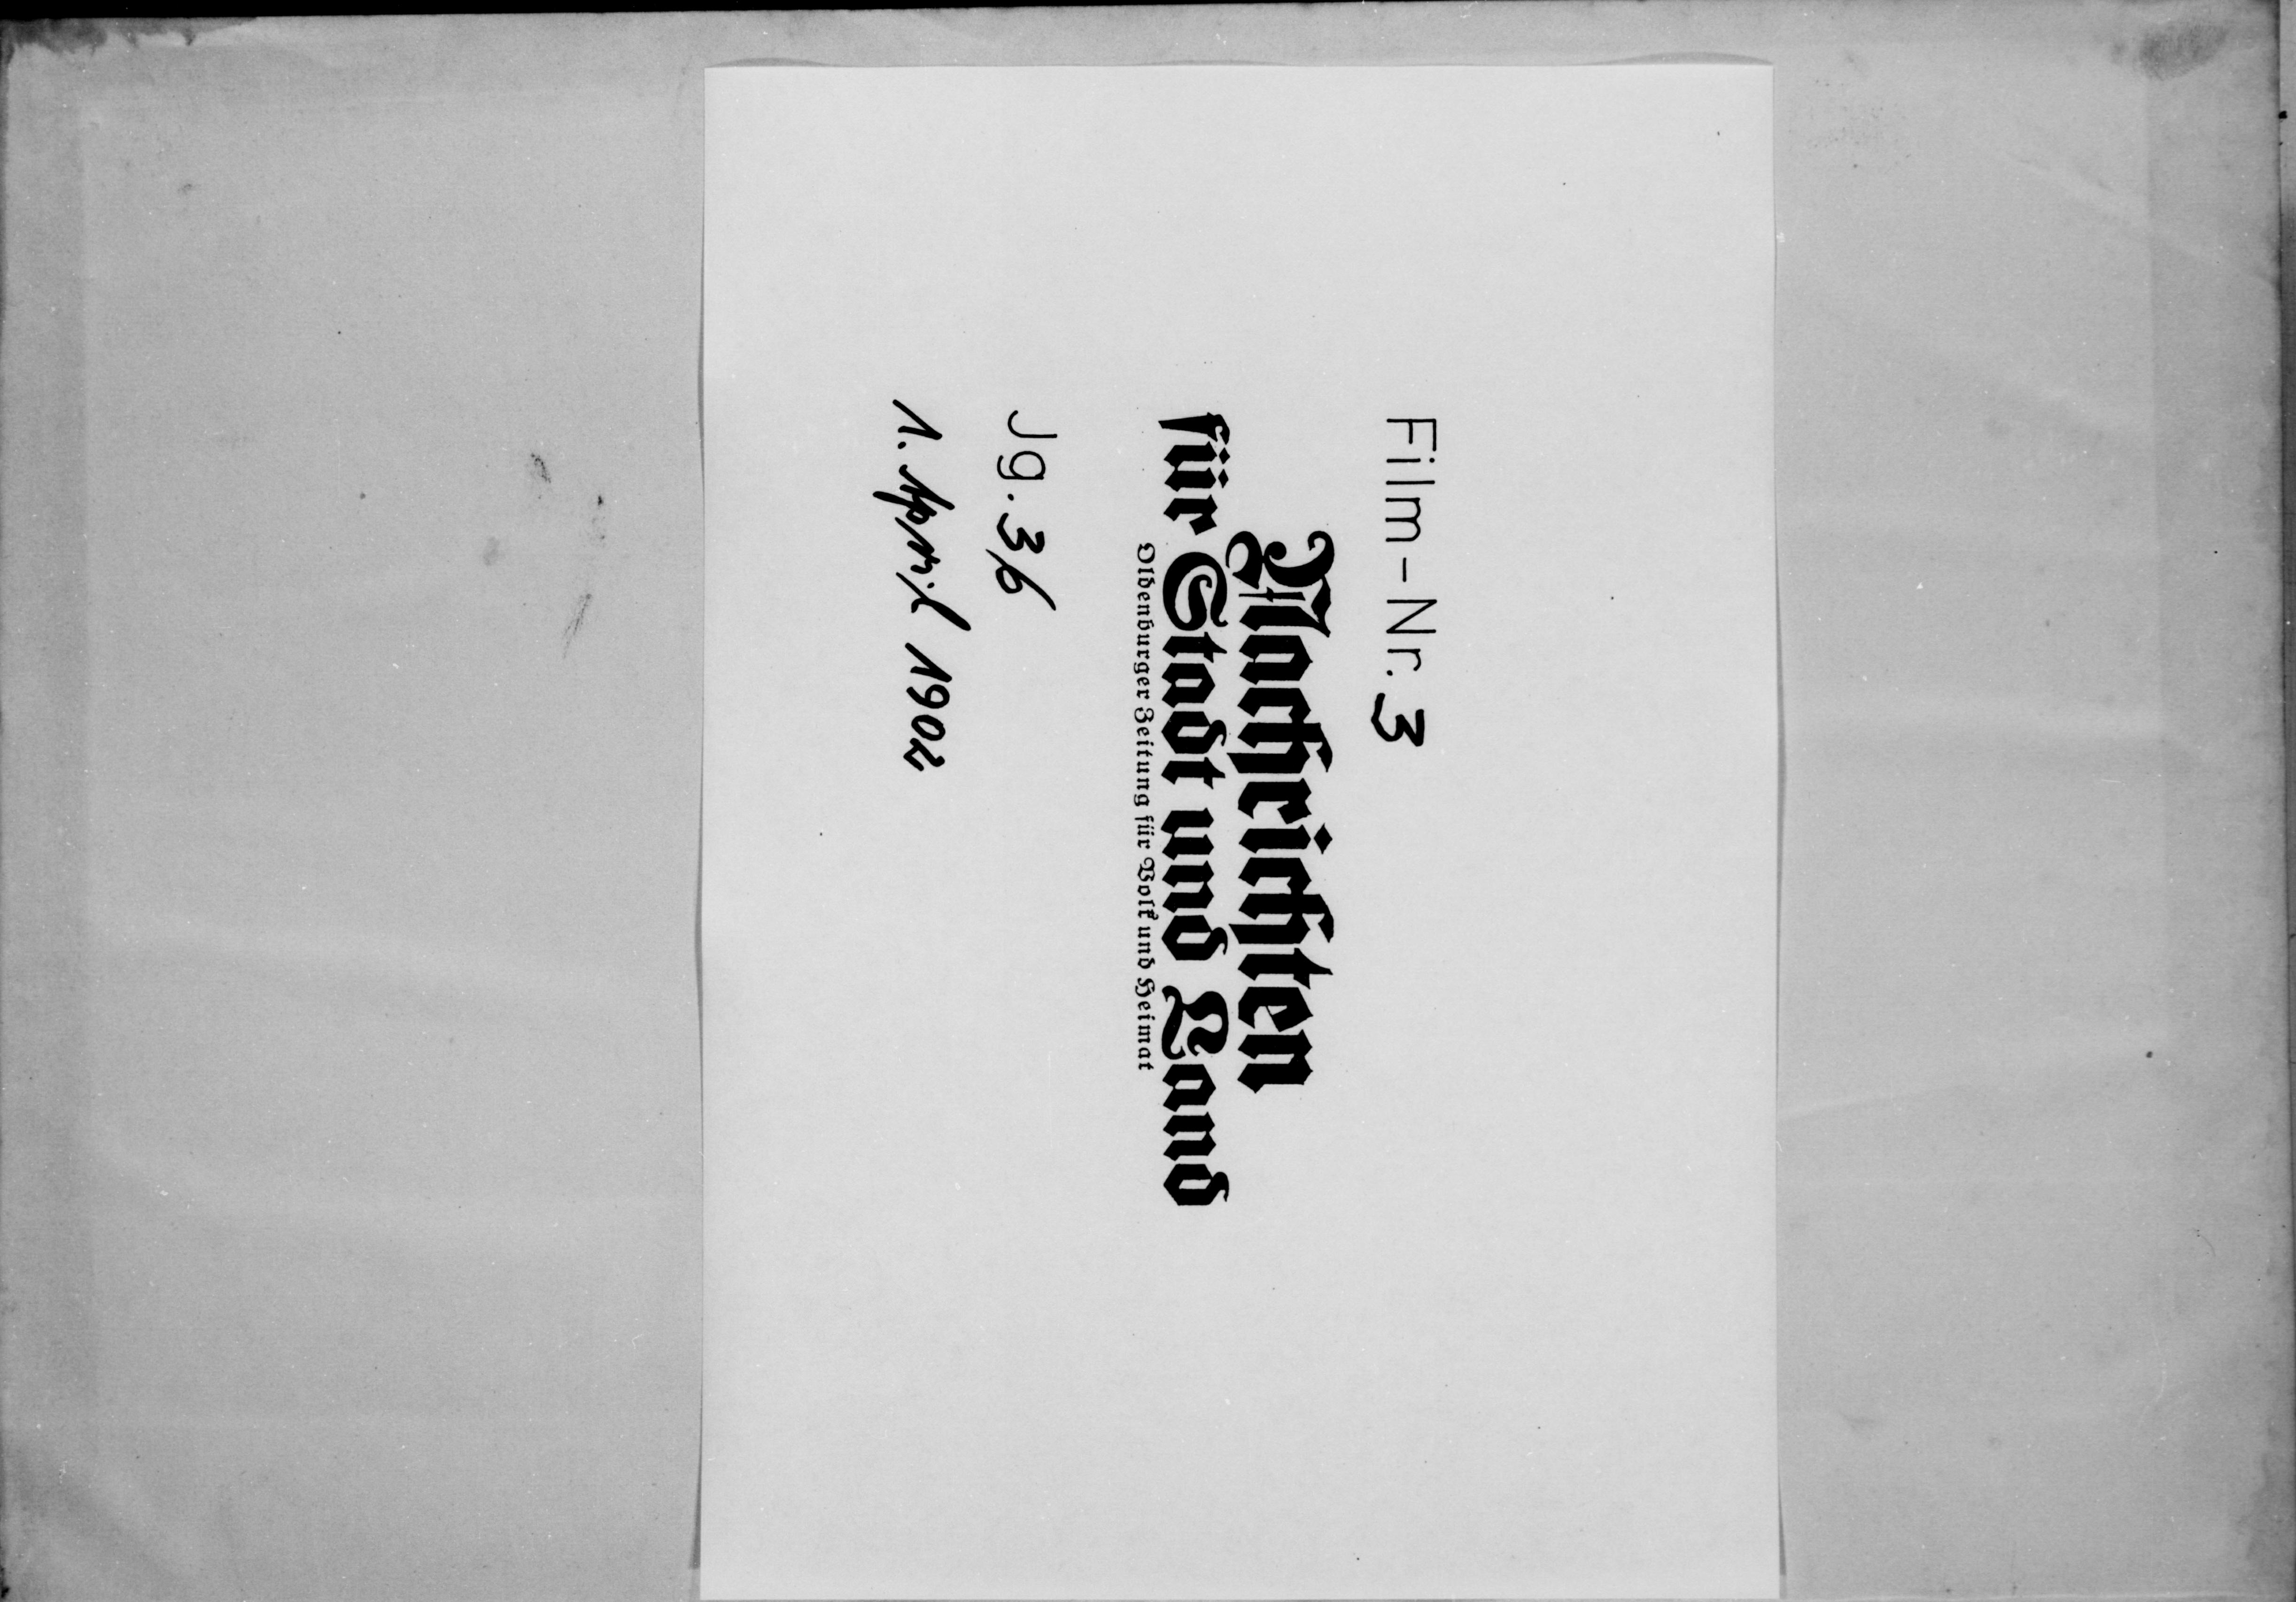 Film-Nr. 3
Nachrichten
für Stadt und Land
Oldenburger Zeitung für Volk und Heimat
Jg. 36
1. April 1902